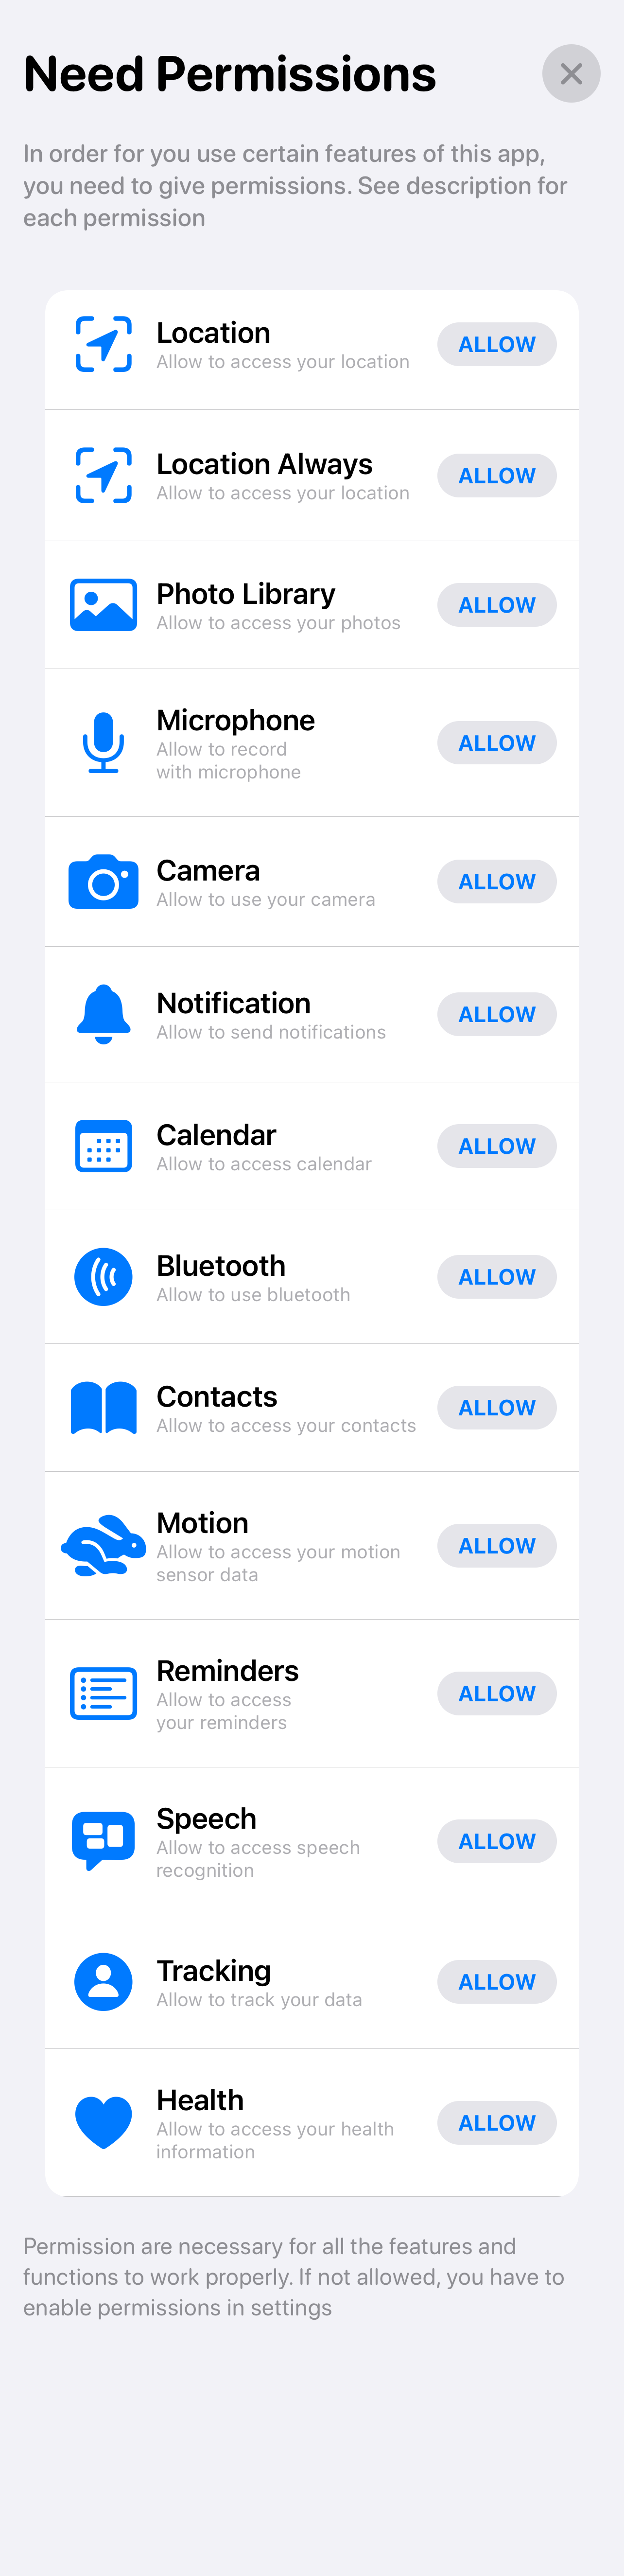 Need Permissions
In order for you use certain features of this app,
you need to give permissions. See description for
each permission
Location
Allow to access your location
ALLOW
Location Always
Allow to access your location
ALLOW
Photo Library
Allow to access your photos
ALLOW
Microphone
Allow to record
with microphone
ALLOW
Camera
Allow to use your camera
ALLOW
Notification
Allow to send notifications
ALLOW
Calendar
Allow to access calendar
ALLOW
Bluetooth
Allow to use bluetooth
ALLOW
Contacts
Allow to access your contacts
ALLOW
Motion
Allow to access your motion
sensor data
ALLOW
Reminders
Allow to access
your reminders
ALLOW
Speech
Allow to access speech
recognition
ALLOW
Tracking
Allow to track your data
ALLOW
Health
Allow to access your health
information
ALLOW
Permission are necessary for all the features and
functions to work properly. If not allowed, you have to
enable permissions in settings